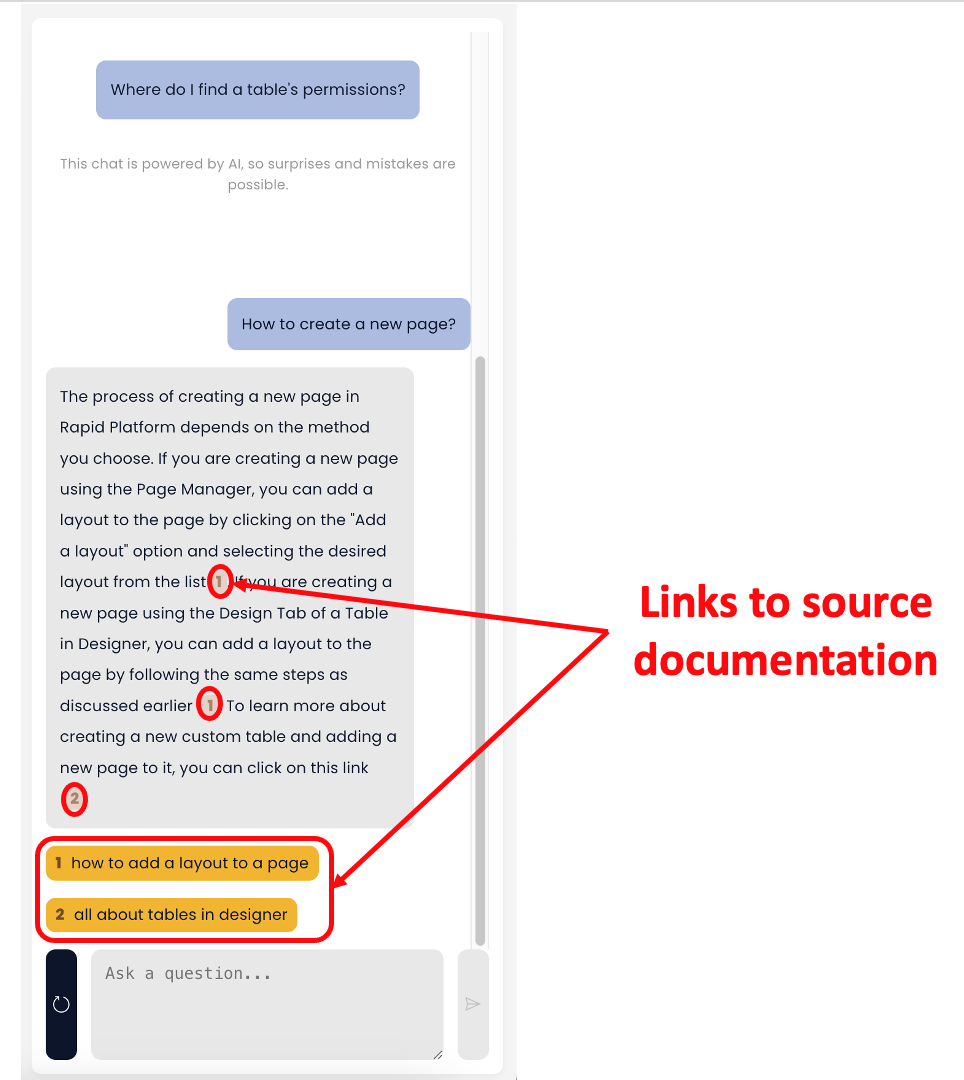 Where do I find a table's permissions?
This chat is powered by AI, so surprises and mistakes are
possible.
How to create a new page?
The process of creating a new page in
Rapid Platform depends on the method
you choose. If you are creating a new page
using the Page Manager, you can add a
layout to the page by clicking on the "Add
a layout" option and selecting the desired
layout from the list 1 . If you are creating a
new page using the Design Tab of a Table
in Designer, you can add a layout to the
page by following the same steps as
discussed earlier 1 To learn more about
creating a new custom table and adding a
new page to it, you can click on this link
2
1 how to add a layout to a page
2 all about tables in designer
Ask a question...
Links to source
documentation